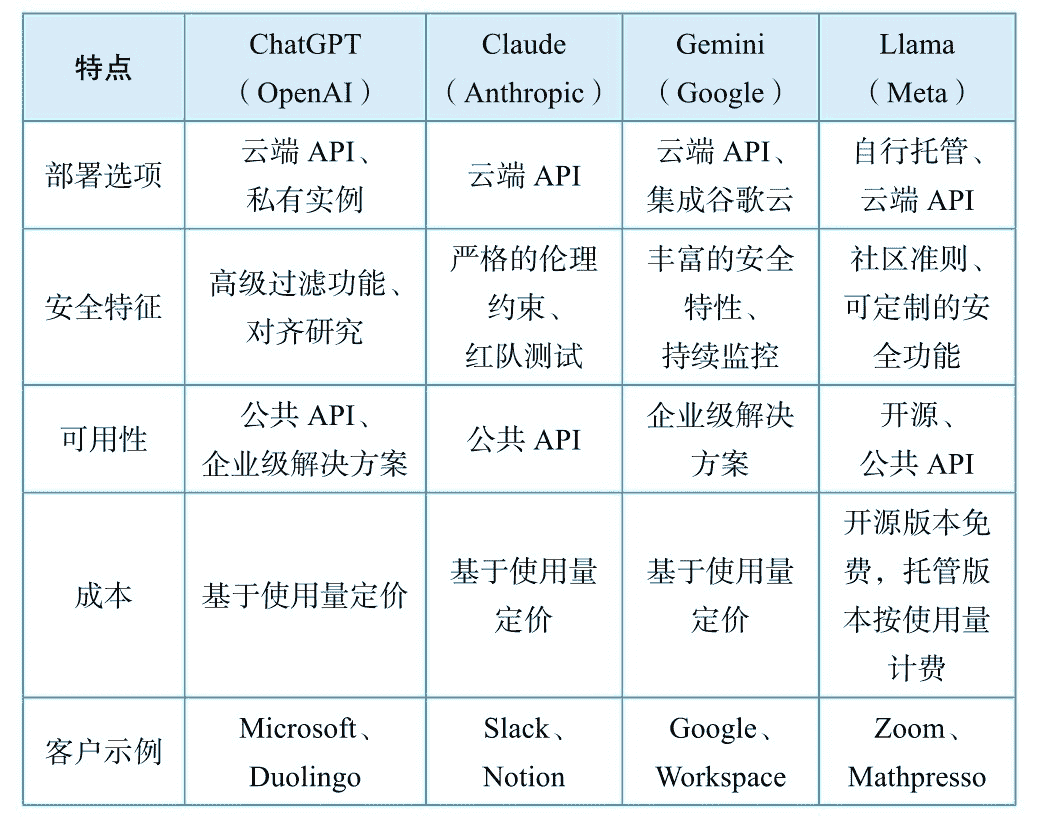 特点
ChatGPT
（OpenAI）
Claude
（Anthropic）
Gemini
（Google）
Llama
（Meta）
部署选项
云端 API、
私有实例
云端 API
云端 API、
集成谷歌云
自行托管、
云端 API
安全特征
高级过滤功能、
对齐研究
严格的伦理
约束、
红队测试
丰富的安全
特性、
持续监控
社区准则、
可定制的安
全功能
可用性
公共 API、
企业级解决方案
公共 API
企业级解决
方案
开源、
公共 API
成本
基于使用量定价
基于使用量
定价
基于使用量
定价
开源版本免
费，托管版
本按使用量
计费
客户示例
Microsoft、
Duolingo
Slack、
Notion
Google、
Workspace
Zoom、
Mathpresso